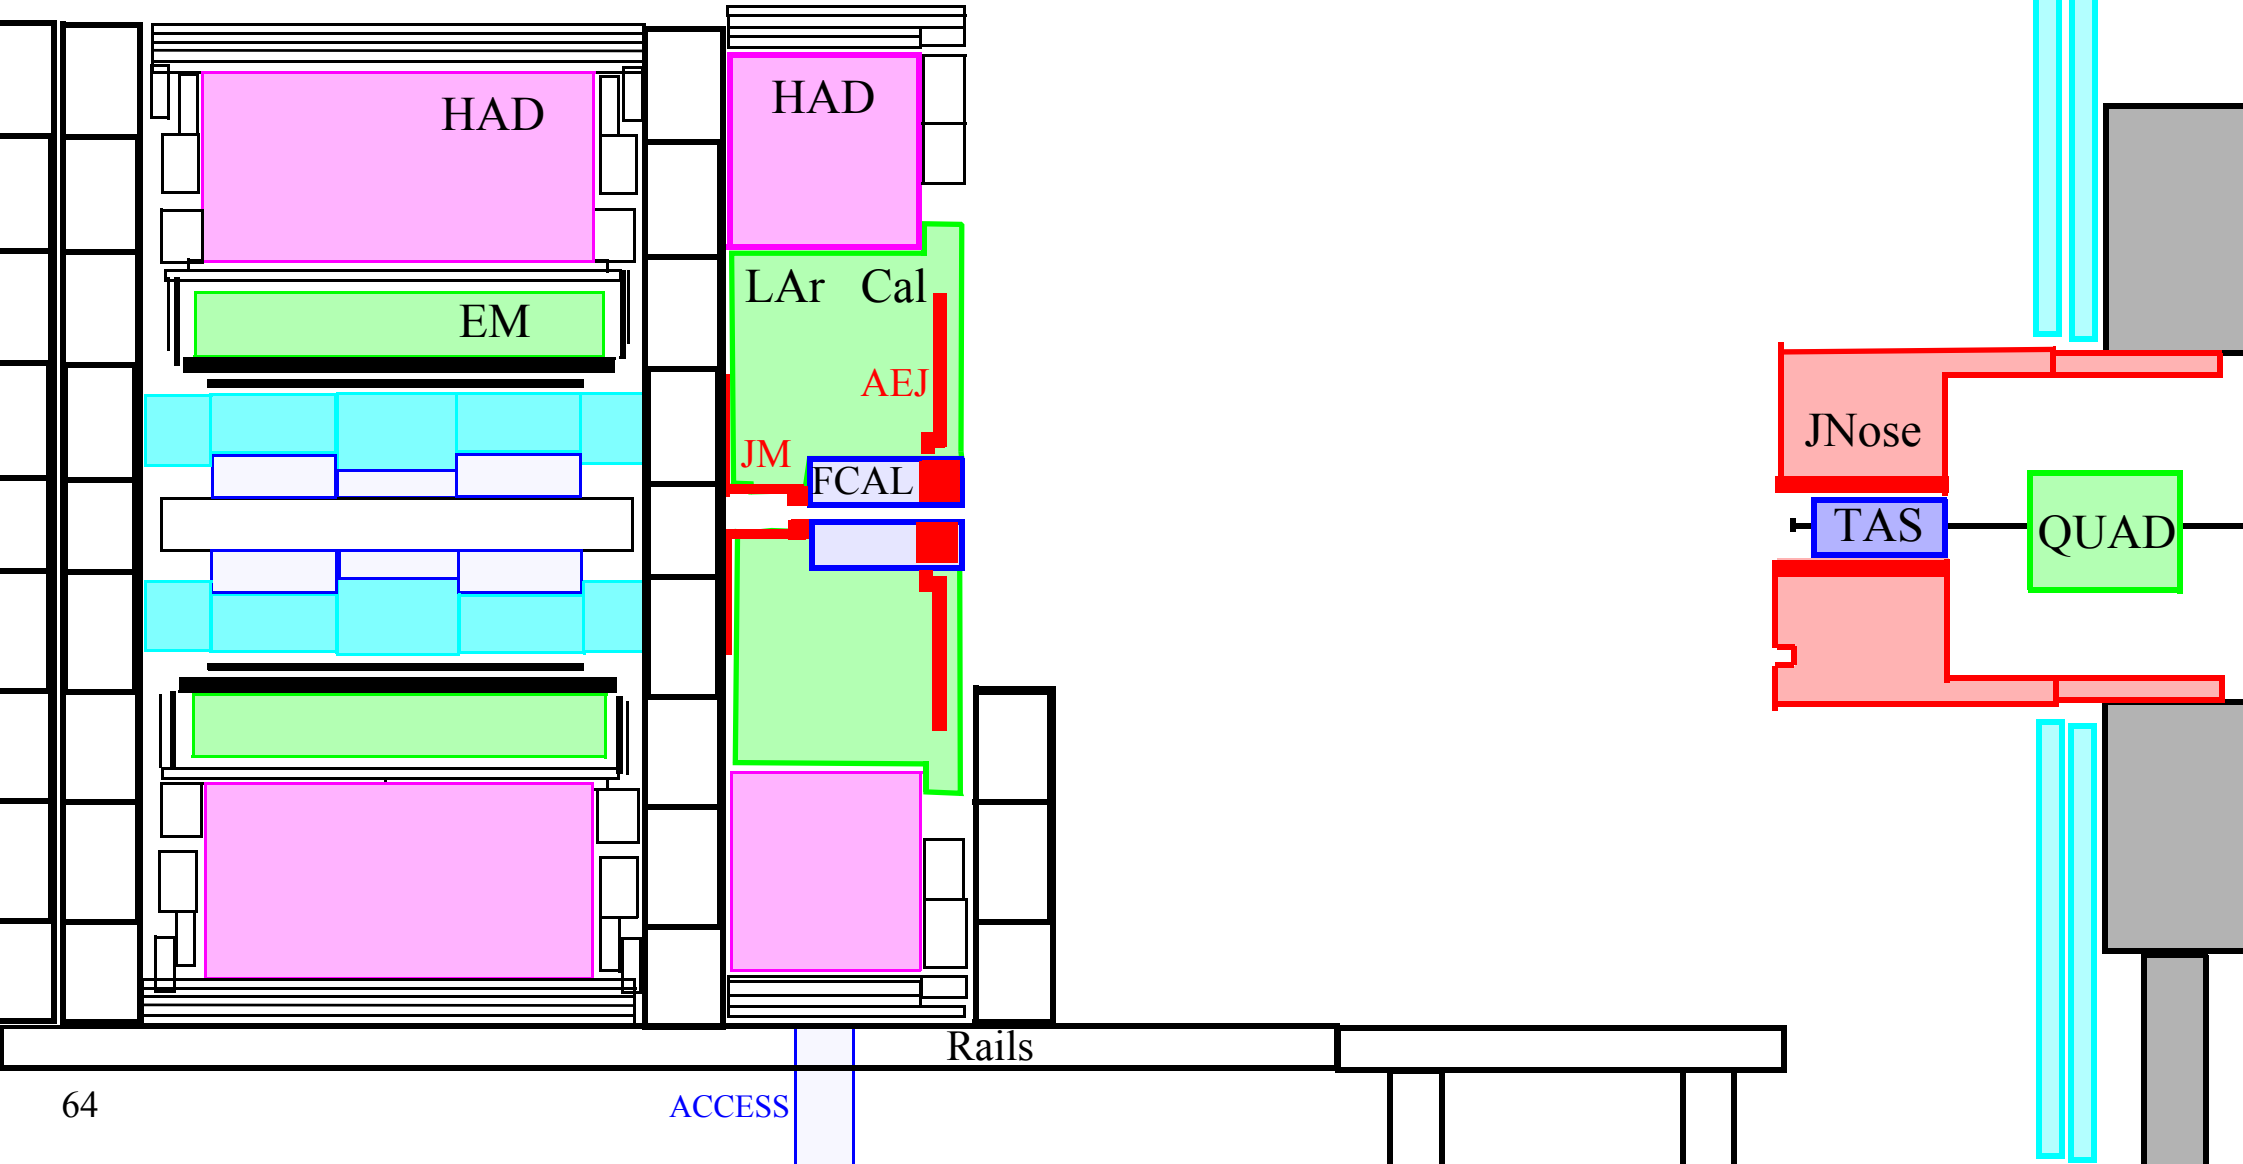 HAD
HAD
LAr Cal
EM
AEJ
JM
FCAL
JNose
TAS
QUAD
Rails
64
ACCESS